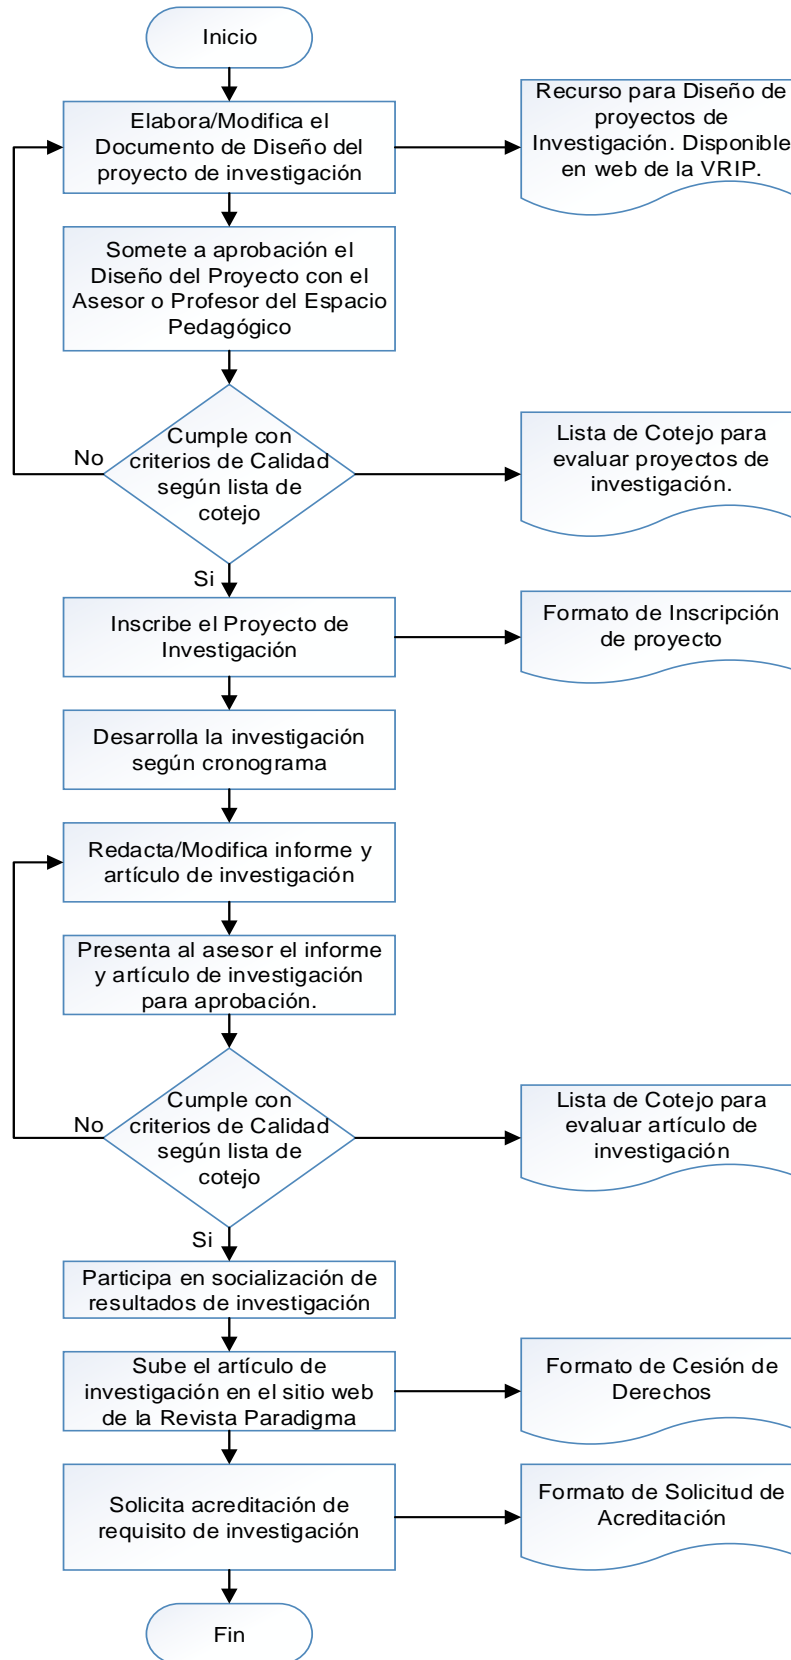 Inicio
Elabora/Modifica el
Documento de Diseño del
proyecto de investigación
Recurso para Diseño de
proyectos de
Investigación. Disponible
en web de la VRIP.
Somete a aprobación el
Diseño del Proyecto con el
Asesor o Profesor del Espacio
Pedagógico
Cumple con
criterios de Calidad
según lista de
cotejo
No
Lista de Cotejo para
evaluar proyectos de
investigación.
Si
Inscribe el Proyecto de
Investigación
Formato de Inscripción
de proyecto
Desarrolla la investigación
según cronograma
Redacta/Modifica informe y
artículo de investigación
Presenta al asesor el informe
y artículo de investigación
para aprobación.
Cumple con
criterios de Calidad
según lista de
cotejo
No
Lista de Cotejo para
evaluar artículo de
investigación
Si
Participa en socialización de
resultados de investigación
Sube el artículo de
investigación en el sitio web
de la Revista Paradigma
Formato de Cesión de
Derechos
Solicita acreditación de
requisito de investigación
Formato de Solicitud de
Acreditación
Fin